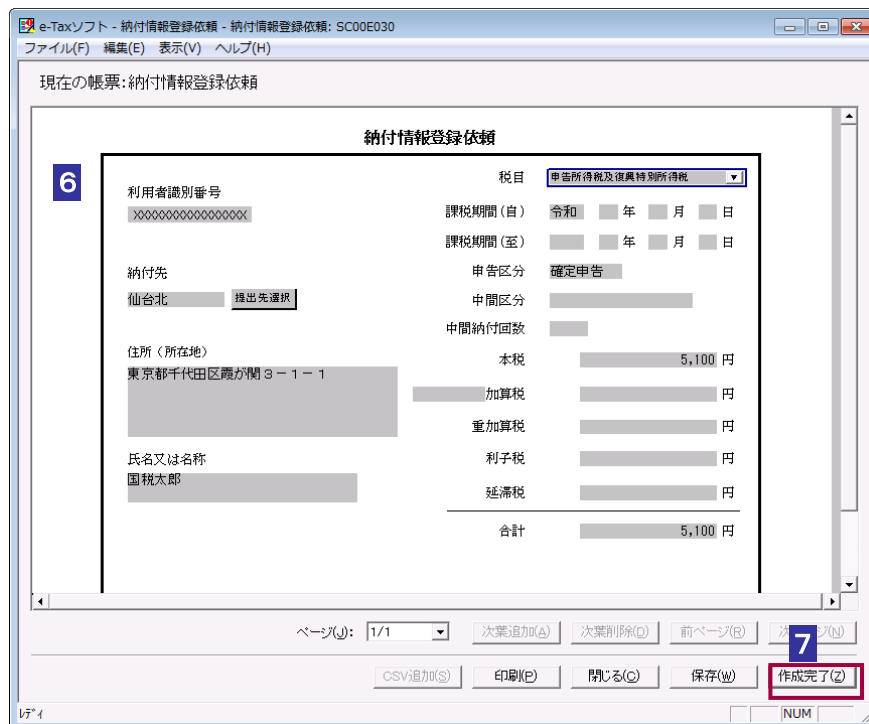 e-Taxソフト - 納付情報登録依頼 - 納付情報登録依頼: SC00E030
ファイル(F) 編集(E) 表示(V) ヘルプ(H)
現在の帳票:納付情報登録依頼
納付情報登録依頼
6
税目 申告所得税及復興特別所得税
利用者識別番号
XXXXXXXXXXXXXXXX
課税期間(自) 令和 年 月 日
課税期間(至) 年 月 日
納付先
申告区分 確定申告
仙台北 提出先選択
中間区分
中間納付回数
住所(所在地)
本税 5,100 円
東京都千代田区霞が関3-1-1
加算税 円
重加算税 円
氏名又は名称
利子税 円
国税太郎
延滞税 円
合計 5,100 円
ページ(J): 1/1 次葉追加(A) 次葉削除(D) 前ページ(R)
7
CSV追加(S) 印刷(P) 閉じる(C) 保存(W) 作成完了(Z)
ﾚﾃﾞｨ NUM